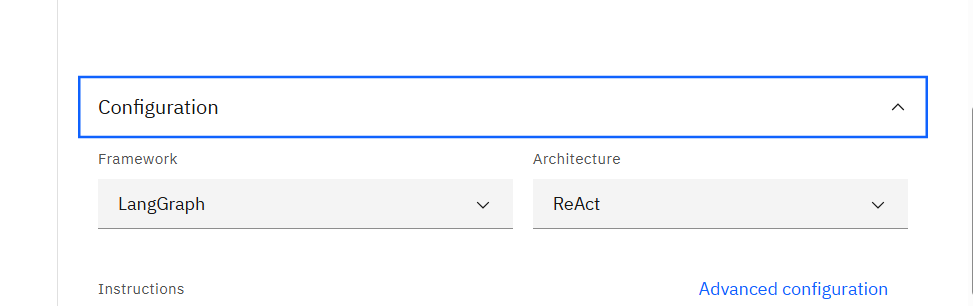 Configuration
Framework
Architecture
LangGraph
ReAct
Instructions
Advanced configuration